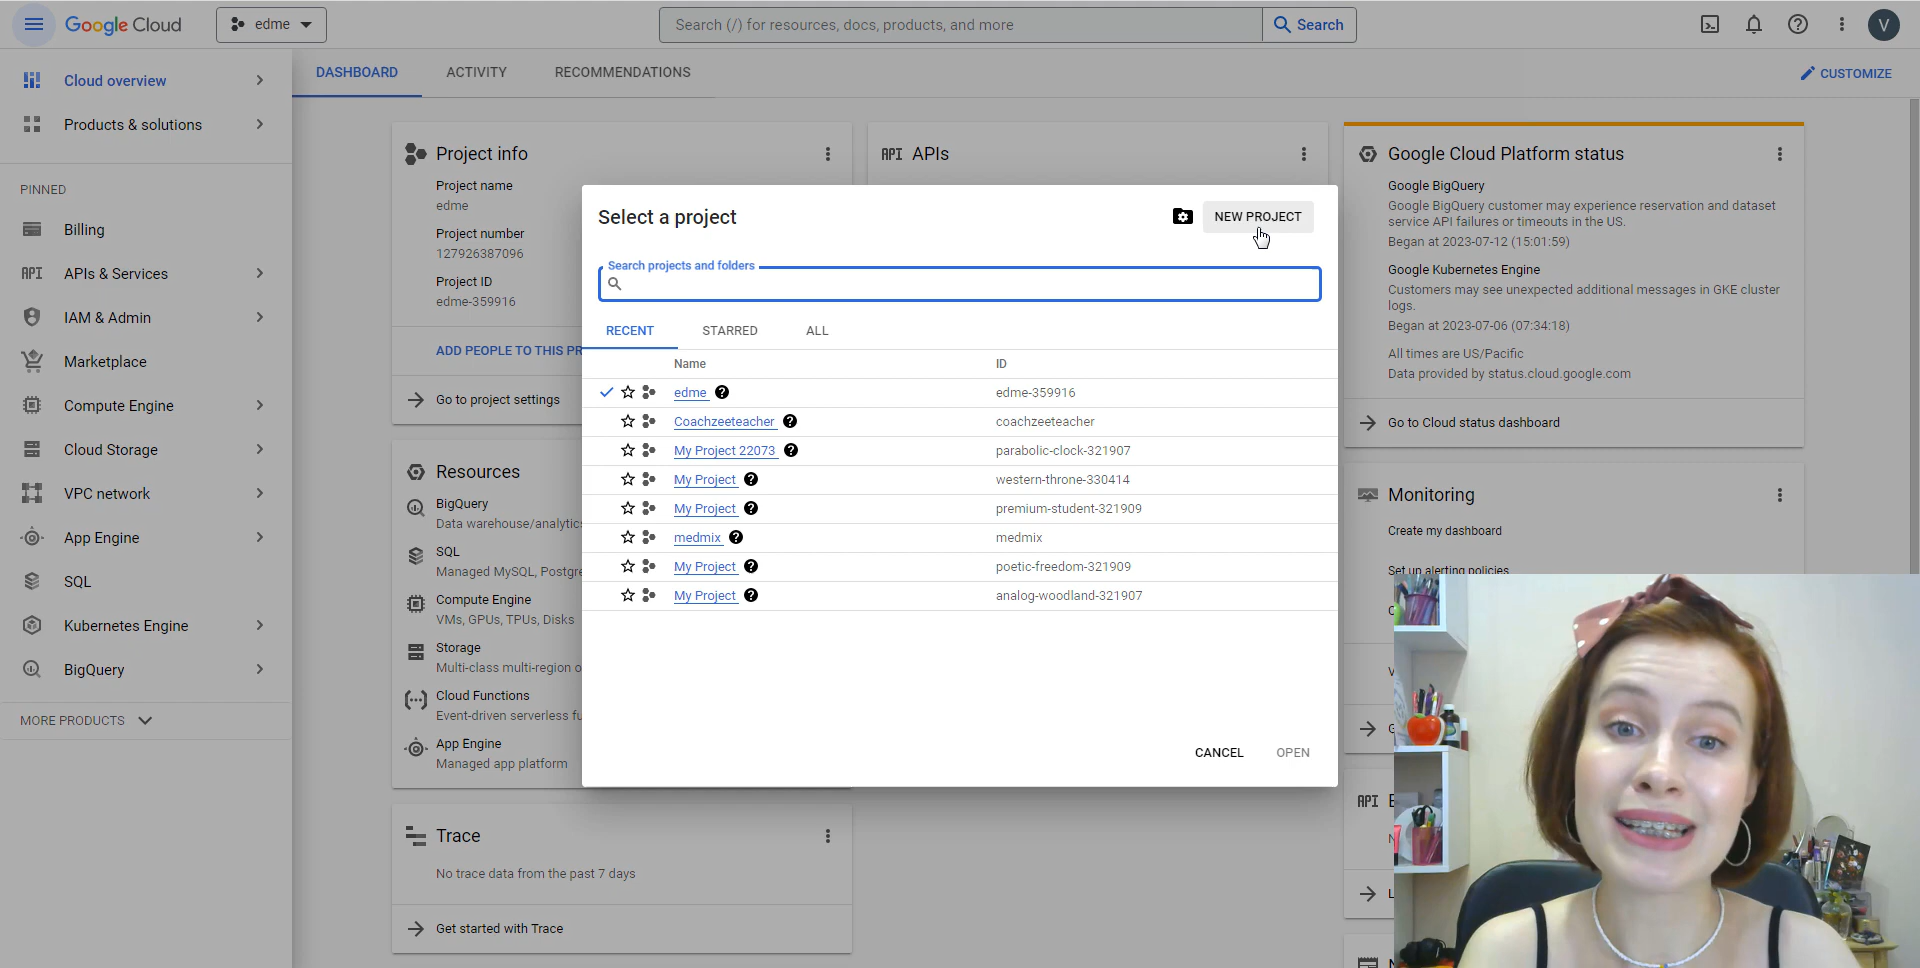 Google Cloud
edme
Search (/) for resources, docs, products, and more
Search
V
Cloud overview
Products & solutions
PINNED
Billing
API APIs & Services
IAM & Admin
Marketplace
Compute Engine
Cloud Storage
VPC network
App Engine
SQL
Kubernetes Engine
BigQuery
MORE PRODUCTS
DASHBOARD
ACTIVITY
RECOMMENDATIONS
CUSTOMIZE
Project info
Project name
edme
Project number
127926387096
Project ID
edme-359916
ADD PEOPLE TO THIS PR
Go to project settings
Resources
BigQuery
Data warehouse/analytics
SQL
Managed MySQL, Postgre
Compute Engine
VMs, GPUs, TPUs, Disks
Storage
Multi-class multi-region o
Cloud Functions
Event-driven serverless fu
App Engine
Managed app platform
Trace
No trace data from the past 7 days
Get started with Trace
API APIs
Select a project
NEW PROJECT
Search projects and folders
RECENT
STARRED
ALL
Name ID
edme edme-359916
Coachzeeteacher coachzeeteacher
My Project 22073 parabolic-clock-321907
My Project western-throne-330414
My Project premium-student-321909
medmix medmix
My Project poetic-freedom-321909
My Project analog-woodland-321907
CANCEL
OPEN
Google Cloud Platform status
Google BigQuery
Google BigQuery customer may experience reservation and dataset
service API failures or timeouts in the US.
Began at 2023-07-12 (15:01:59)
Google Kubernetes Engine
Customers may see unexpected additional messages in GKE cluster
logs.
Began at 2023-07-06 (07:34:18)
All times are US/Pacific
Data provided by status.cloud.google.com
Go to Cloud status dashboard
Monitoring
Create my dashboard
Set up alerting policies
API